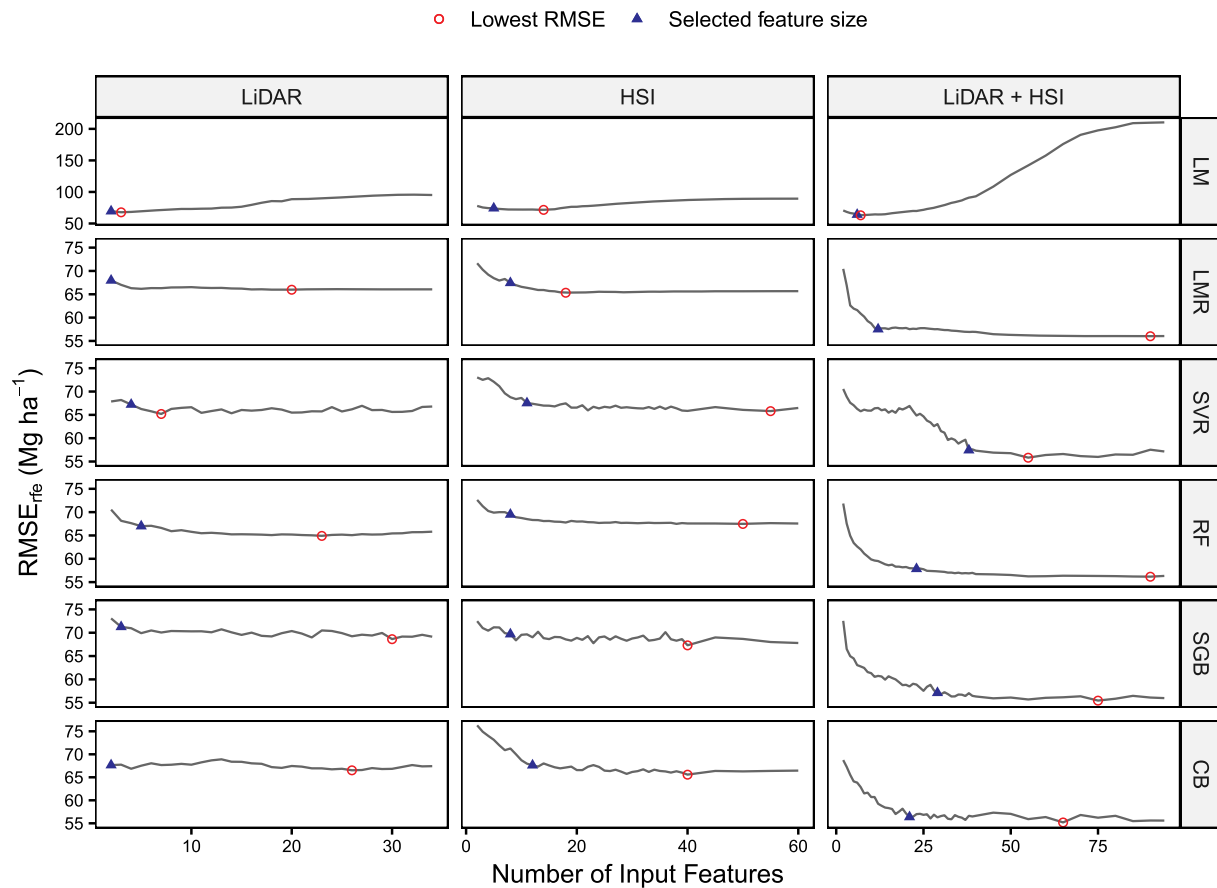 Lowest RMSE Selected feature size
LiDAR HSI LiDAR + HSI
200
150
100
50
LM
75
70
65
60
55
LMR
75
70
65
60
55
SVR
75
70
65
60
55
RF
75
70
65
60
55
SGB
75
70
65
60
55
CB
RMSErfe (Mg ha−1)
10 20 30 0 20 40 60 0 25 50 75
Number of Input Features